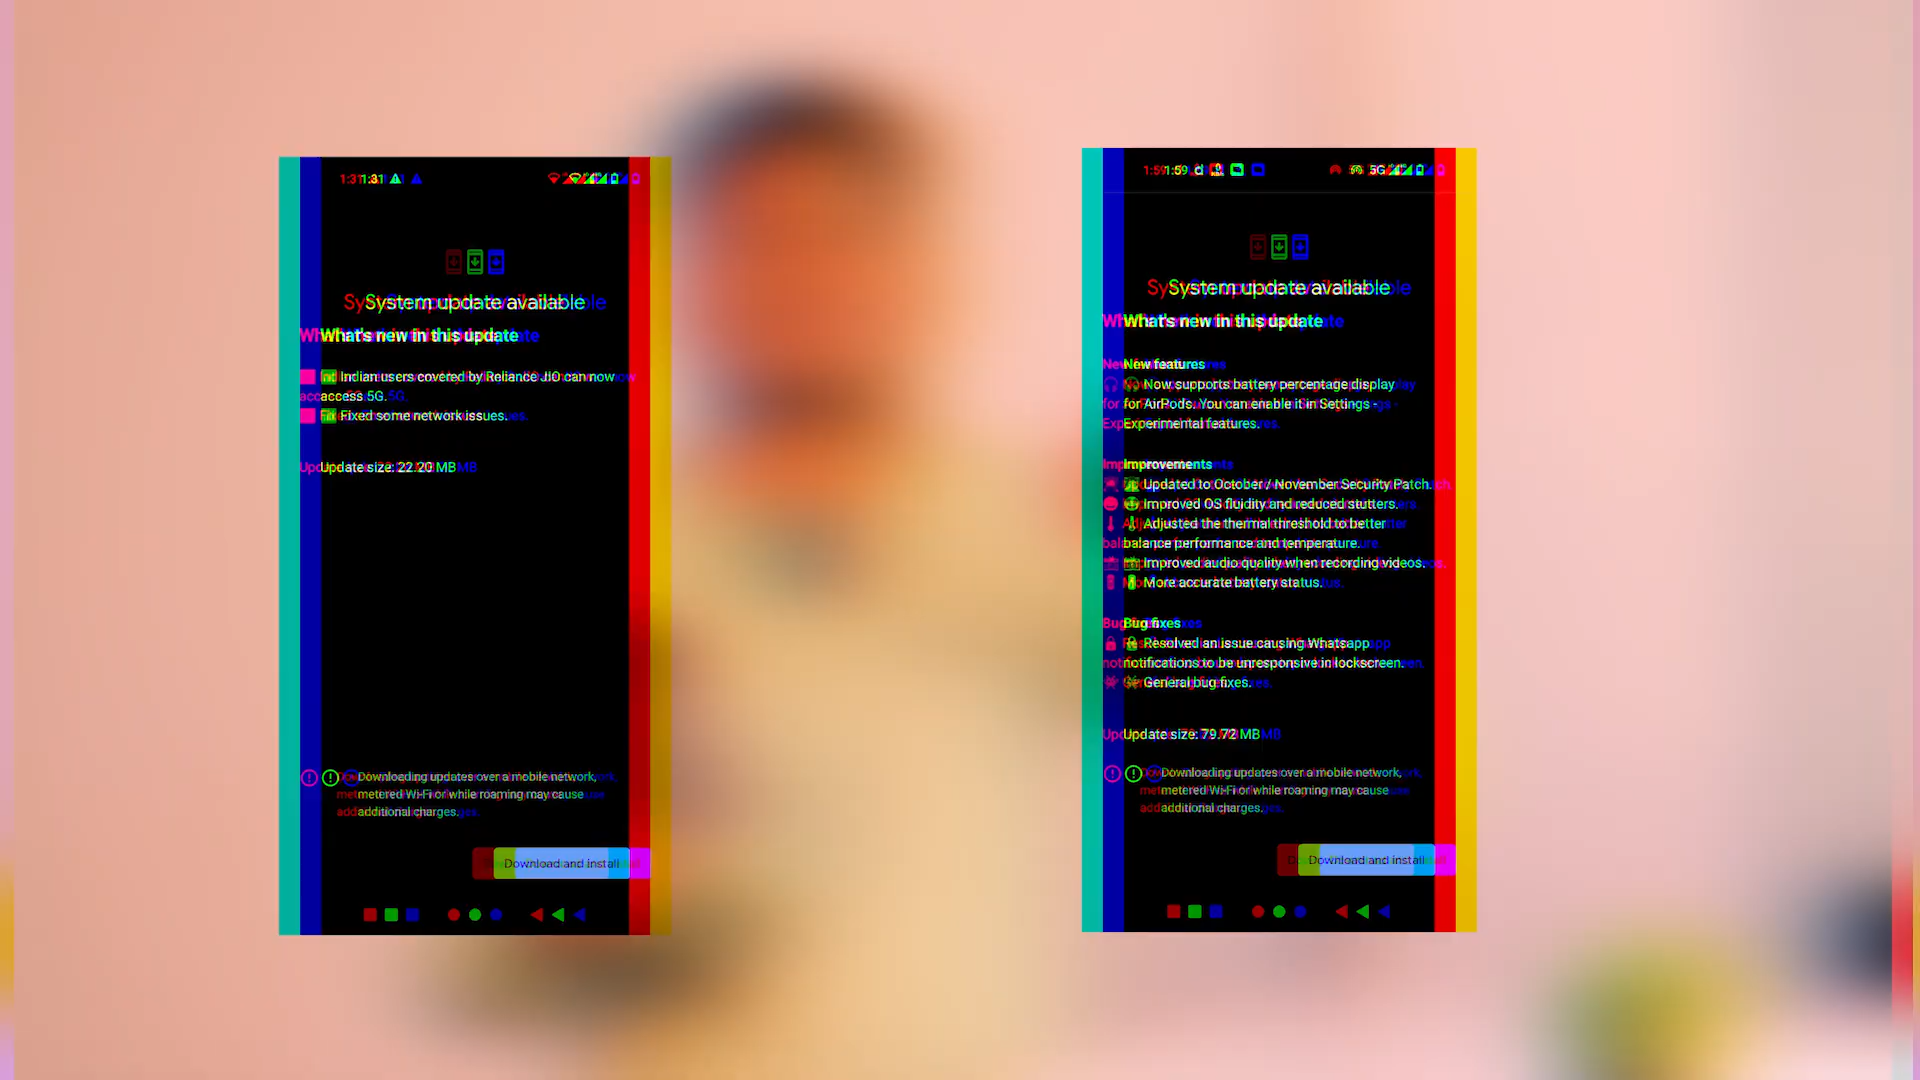 1:31
System update available
What's new in this update
Indian users covered by Reliance JIO can now
access 5G.
Fixed some network issues.
Update size: 22.20 MB
Downloading updates over a mobile network,
metered Wi-Fi or while roaming may cause
additional charges.
Download and install
1:59
5G
System update available
What's new in this update
New features
Now supports battery percentage display
for AirPods. You can enable it in Settings -
Experimental features.
Improvements
Updated to October / November Security Patch.
Improved OS fluidity and reduced stutters.
Adjusted the thermal threshold to better
balance performance and temperature.
Improved audio quality when recording videos.
More accurate battery status.
Bug fixes
Resolved an issue causing Whatsapp
notifications to be unresponsive in lockscreen.
General bug fixes.
Update size: 79.72 MB
Downloading updates over a mobile network,
metered Wi-Fi or while roaming may cause
additional charges.
Download and install